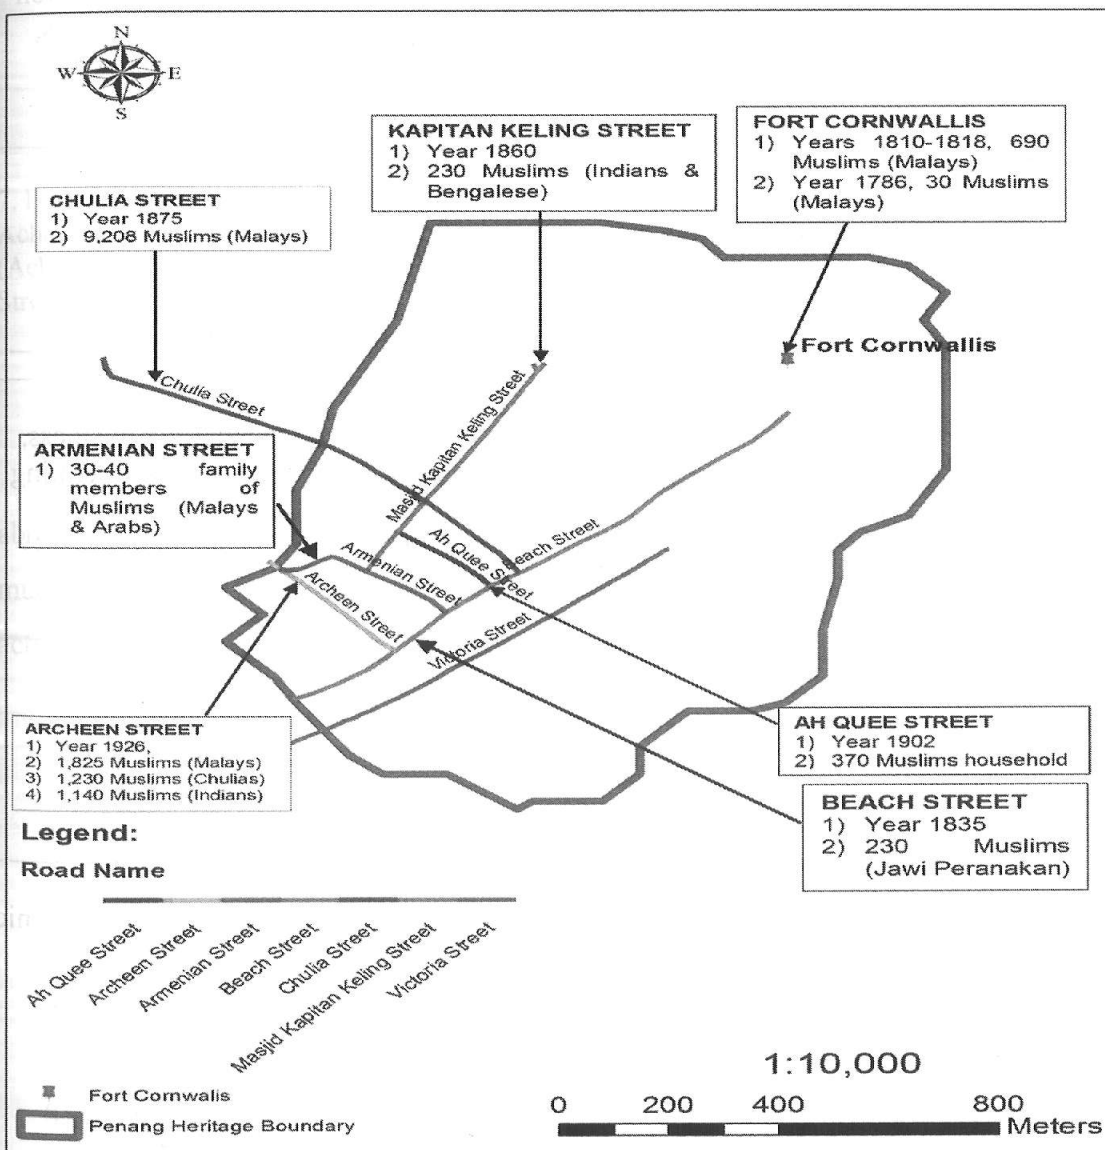 N
W E
S
KAPITAN KELING STREET
1) Year 1860
2) 230 Muslims (Indians &
Bengalese)
FORT CORNWALLIS
1) Years 1810-1818, 690
Muslims (Malays)
2) Year 1786, 30 Muslims
(Malays)
CHULIA STREET
1) Year 1875
2) 9,208 Muslims (Malays)
Fort Cornwallis
Chulia Street
Masjid Kapitan Keling Street
ARMENIAN STREET
1) 30-40 family
members of
Muslims (Malays
& Arabs)
Ah Quee Street
Beach Street
Armenian Street
Archeen Street
Victoria Street
ARCHEEN STREET
1) Year 1926,
2) 1,825 Muslims (Malays)
3) 1,230 Muslims (Chulias)
4) 1,140 Muslims (Indians)
AH QUEE STREET
1) Year 1902
2) 370 Muslims household
BEACH STREET
1) Year 1835
2) 230 Muslims
(Jawi Peranakan)
Legend:
Road Name
Ah Quee Street
Archeen Street
Armenian Street
Beach Street
Chulia Street
Masjid Kapitan Keling Street
Victoria Street
Fort Cornwalis
Penang Heritage Boundary
1:10,000
0 200 400 800
Meters